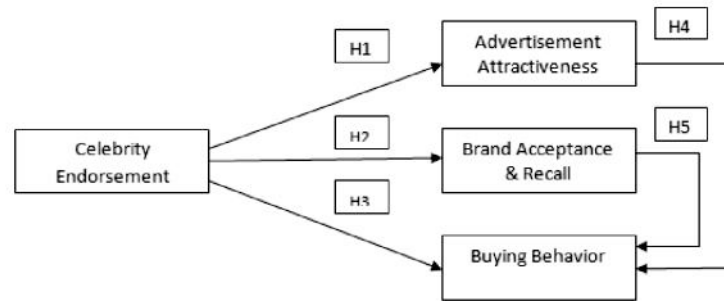 H1
Advertisement
Attractiveness
H4
Celebrity
Endorsement
H2
Brand Acceptance
& Recall
H5
H3
Buying Behavior